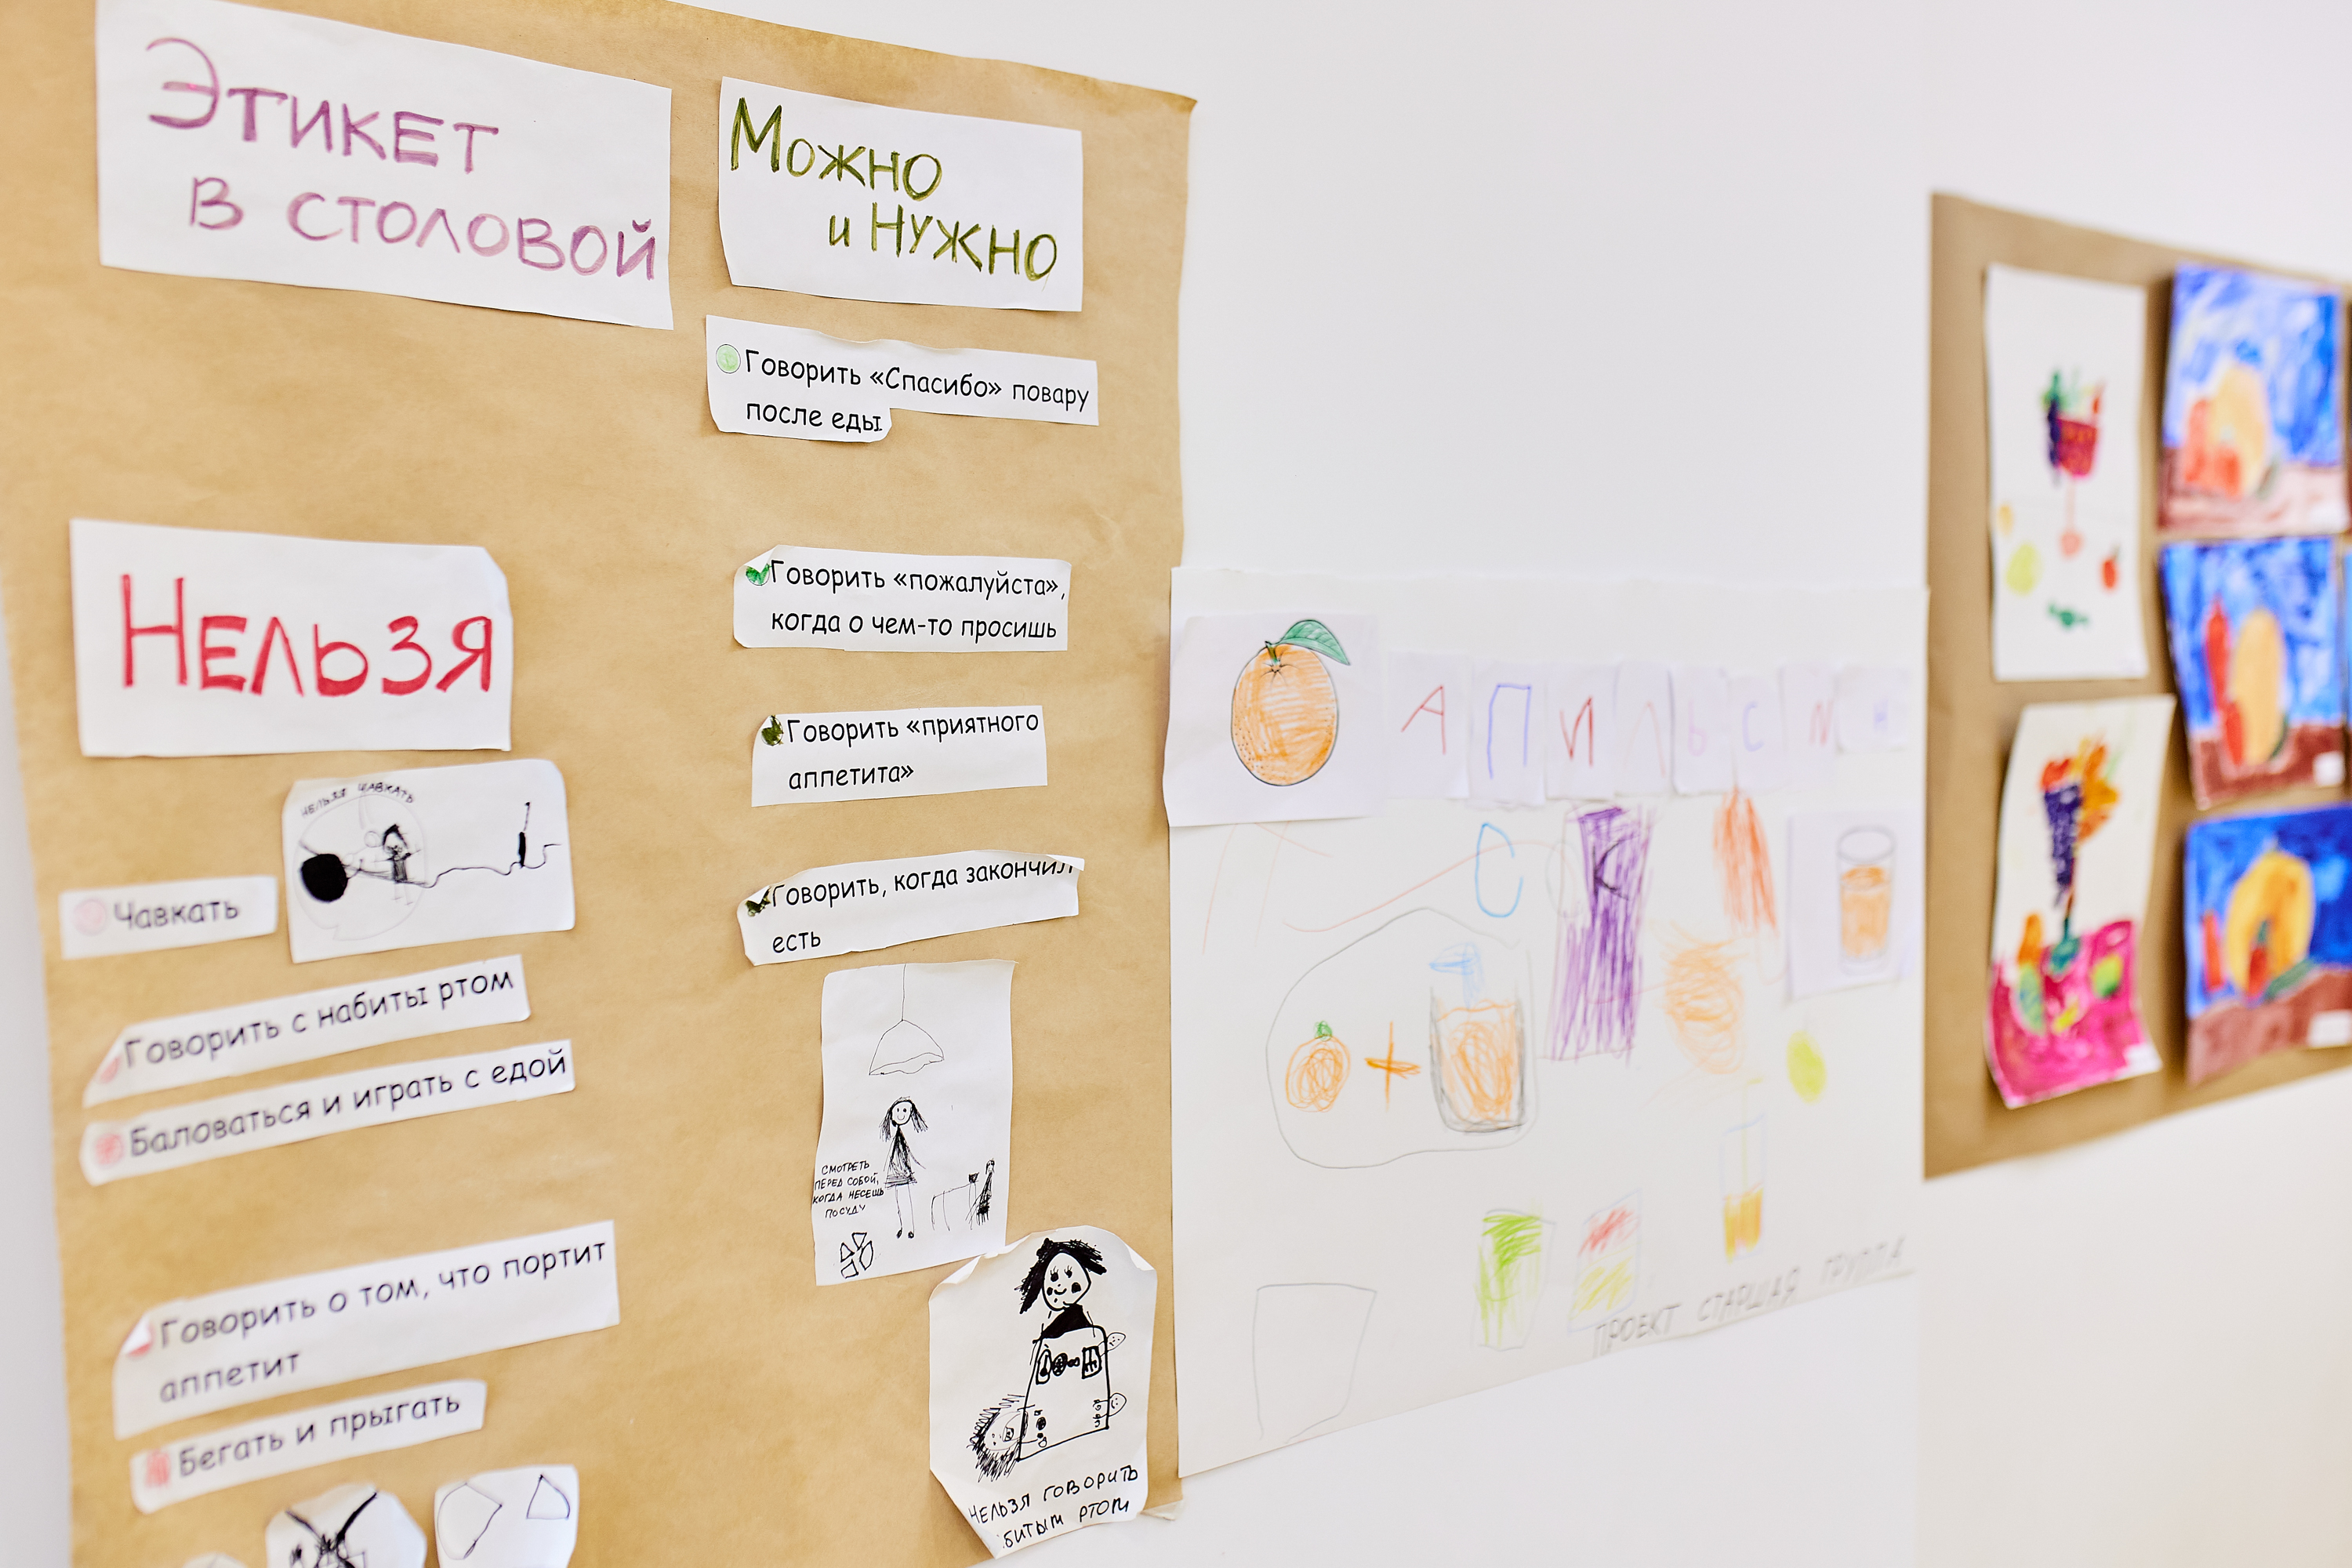 Этикет
в столовой
Можно
и нужно
Говорить «Спасибо» повару
после еды
Говорить «пожалуйста»,
когда о чем-то просишь
Говорить «приятного
аппетита»
Говорить, когда закончил
есть
СМОТРЕТЬ
ПЕРЕД СОБОЙ,
КОГДА НЕСЕШЬ
ПОСУДУ
НЕЛЬЗЯ ГОВОРИТЬ
БИТЫМ РТОМ
Нельзя
НЕЛЬЗЯ ЧАВКАТЬ
Чавкать
Говорить с набиты ртом
Баловаться и играть с едой
Говорить о том, что портит
аппетит
Бегать и прыгать
АПИЛЬСИН
С К
ПРОЕКТ СТАРШАЯ ГРУППА